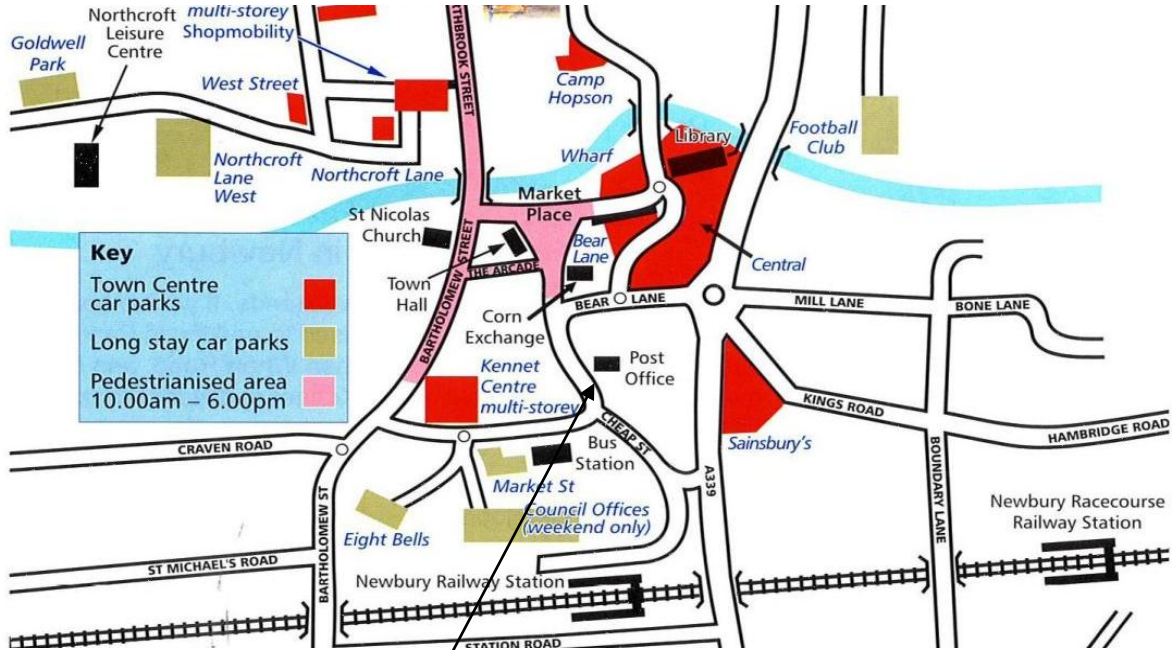 Northcroft
Leisure
Centre
multi-storey
Shopmobility
Goldwell
Park
West Street
THBROOK STREET
Camp
Hopson
Library
Football
Club
Wharf
Northcroft
Lane
West
Northcroft Lane
Market
Place
St Nicolas
Church
Bear
Lane
Central
THE ARCADE
Town
Hall
BARTHOLOMEW STREET
Corn
Exchange
BEAR LANE
MILL LANE
BONE LANE
Key
Town Centre
car parks
Long stay car parks
Pedestrianised area
10.00am – 6.00pm
Kennet
Centre
multi-storey
Post
Office
KINGS ROAD
HAMBRIDGE ROAD
Sainsbury's
CHEAP ST
CRAVEN ROAD
Bus
Station
Market St
A339
BOUNDARY LANE
Council Offices
(weekend only)
Eight Bells
BARTHOLOMEW ST
Newbury Racecourse
Railway Station
ST MICHAEL'S ROAD
Newbury Railway Station
STATION ROAD